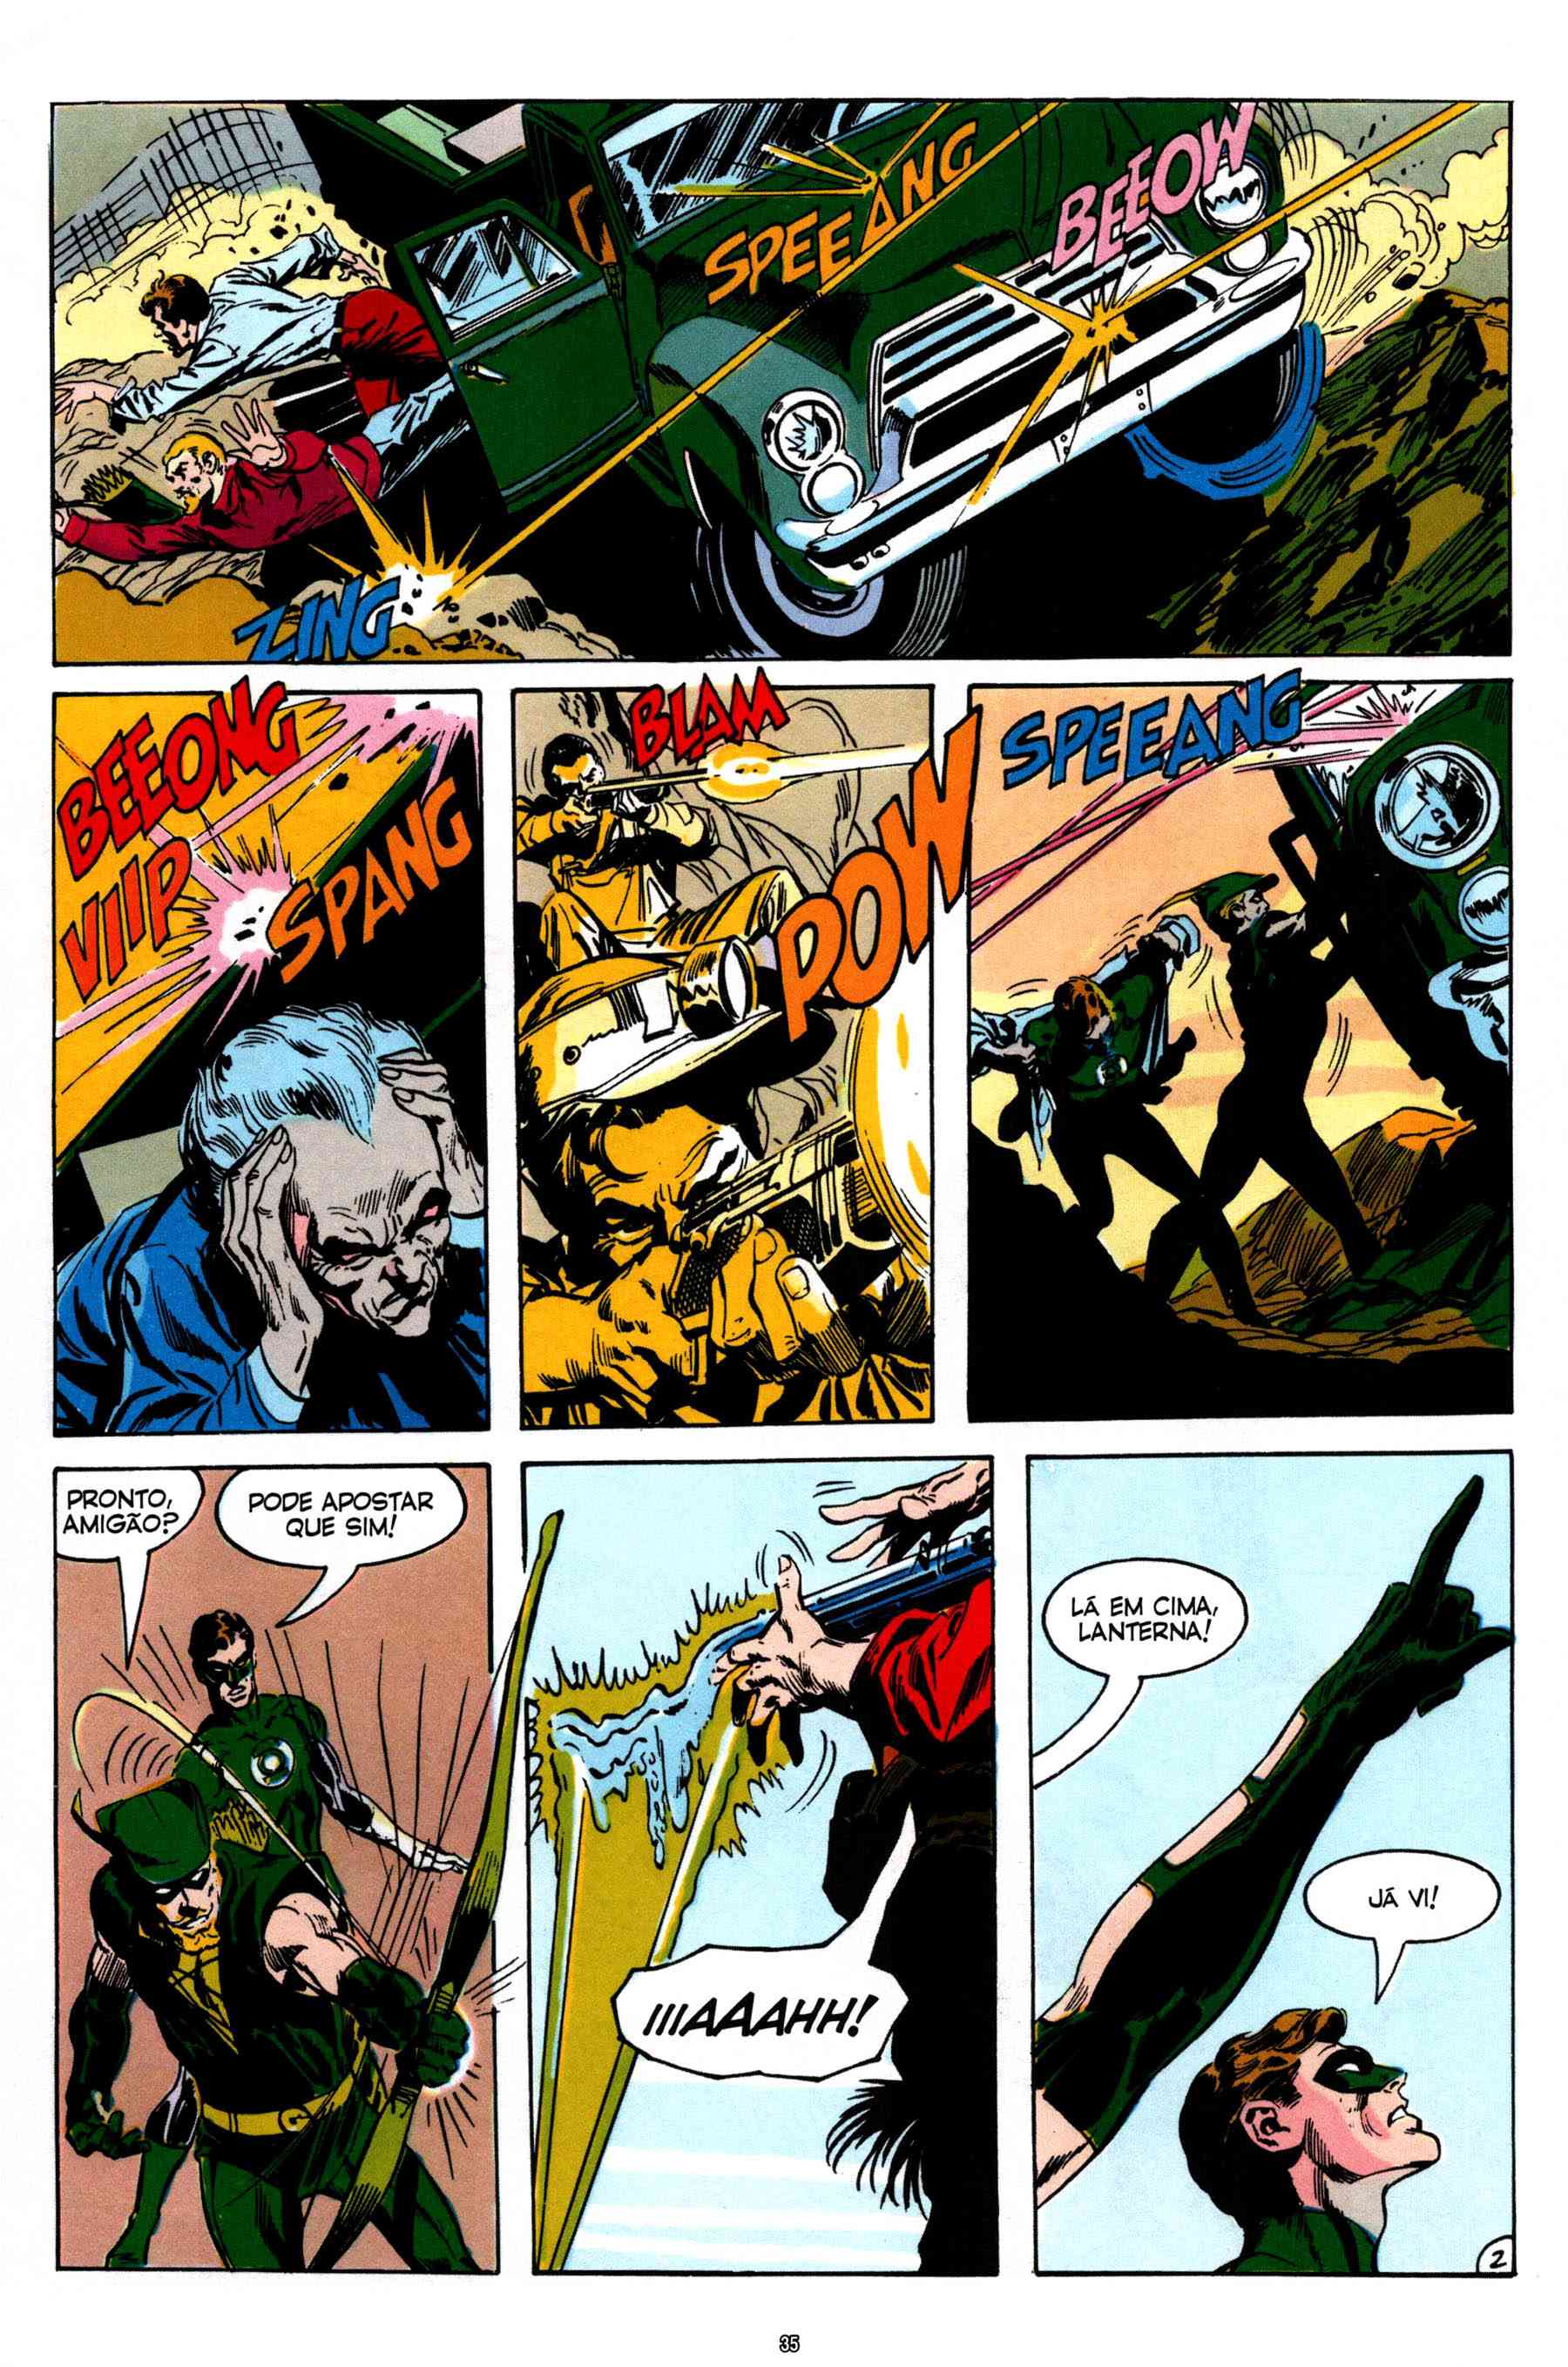 SPEEANG
BEEOW
ZING
BEEONG
VIIP
SPANG
BLAM
POW
SPEEANG
PRONTO,
AMIGÃO?
PODE APOSTAR
QUE SIM!
IIIAAAHH!
LÁ EM CIMA,
LANTERNA!
JÁ VI!
2
35